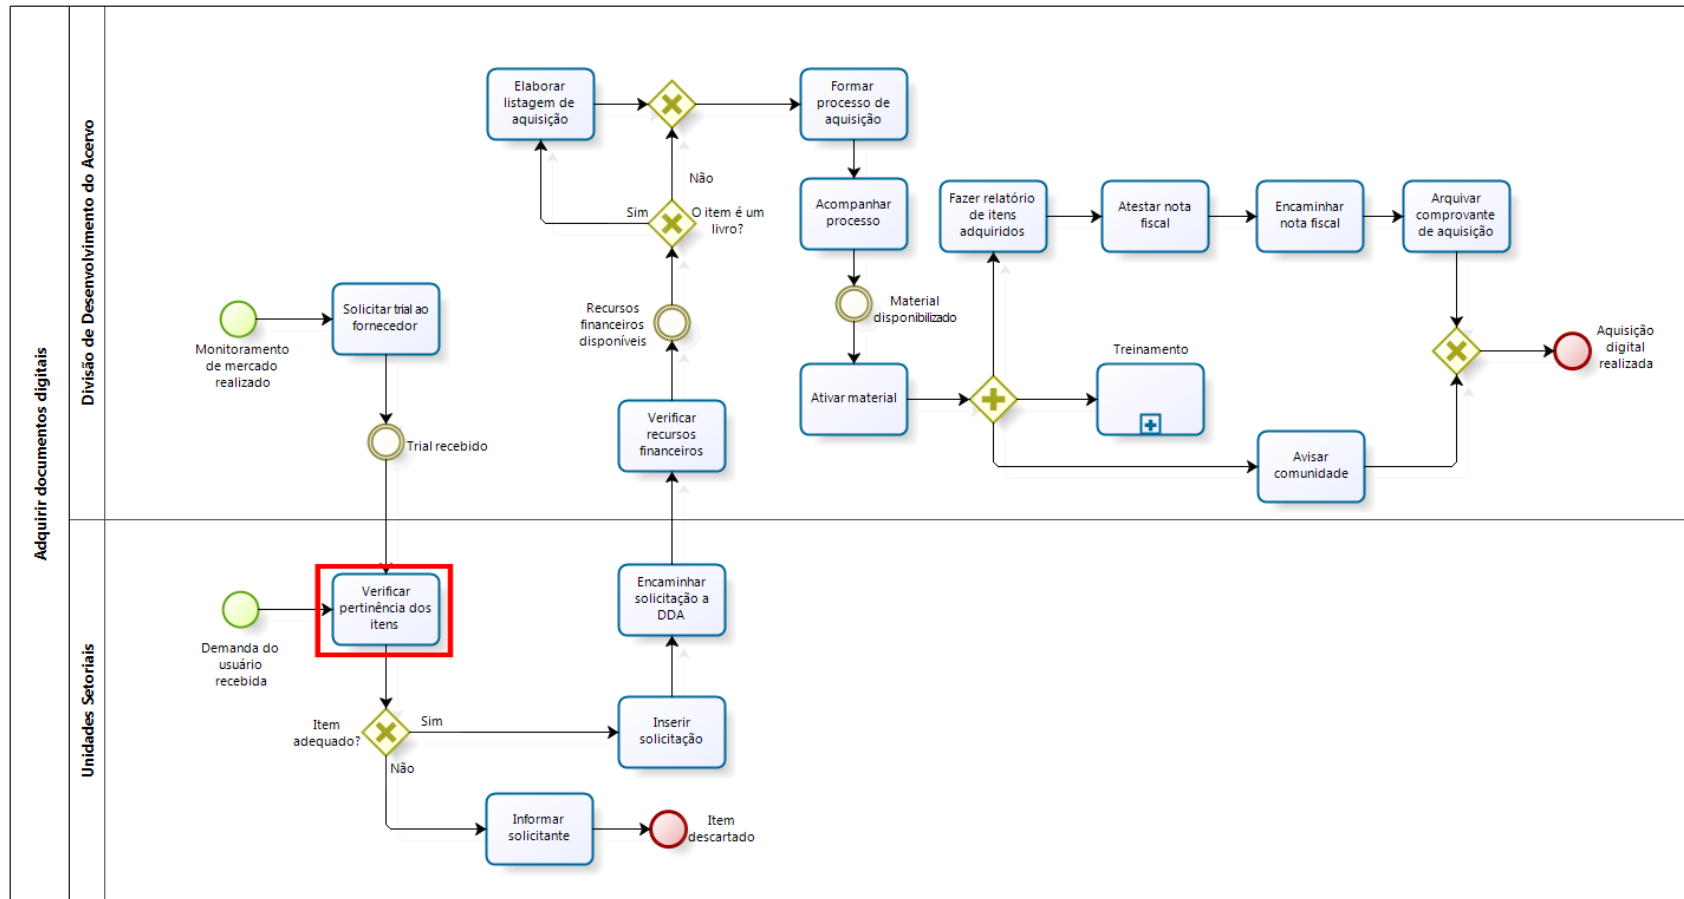 Adquirir documentos digitais
Divisão de Desenvolvimento do Acervo
Elaborar
listagem de
aquisição
Formar
processo de
aquisição
Não
Sim
O item é um
livro?
Acompanhar
processo
Fazer relatório
de itens
adquiridos
Atestar nota
fiscal
Encaminhar
nota fiscal
Arquivar
comprovante
de aquisição
Solicitar trial ao
fornecedor
Monitoramento
de mercado
realizado
Recursos
financeiros
disponíveis
Material
disponibilizado
Aquisição
digital
realizada
Treinamento
Ativar material
Verificar
recursos
financeiros
Trial recebido
Avisar
comunidade
Unidades Setoriais
Verificar
pertinência dos
itens
Encaminhar
solicitação a
DDA
Demanda do
usuário
recebida
Item
adequado?
Sim
Inserir
solicitação
Não
Informar
solicitante
Item
descartado